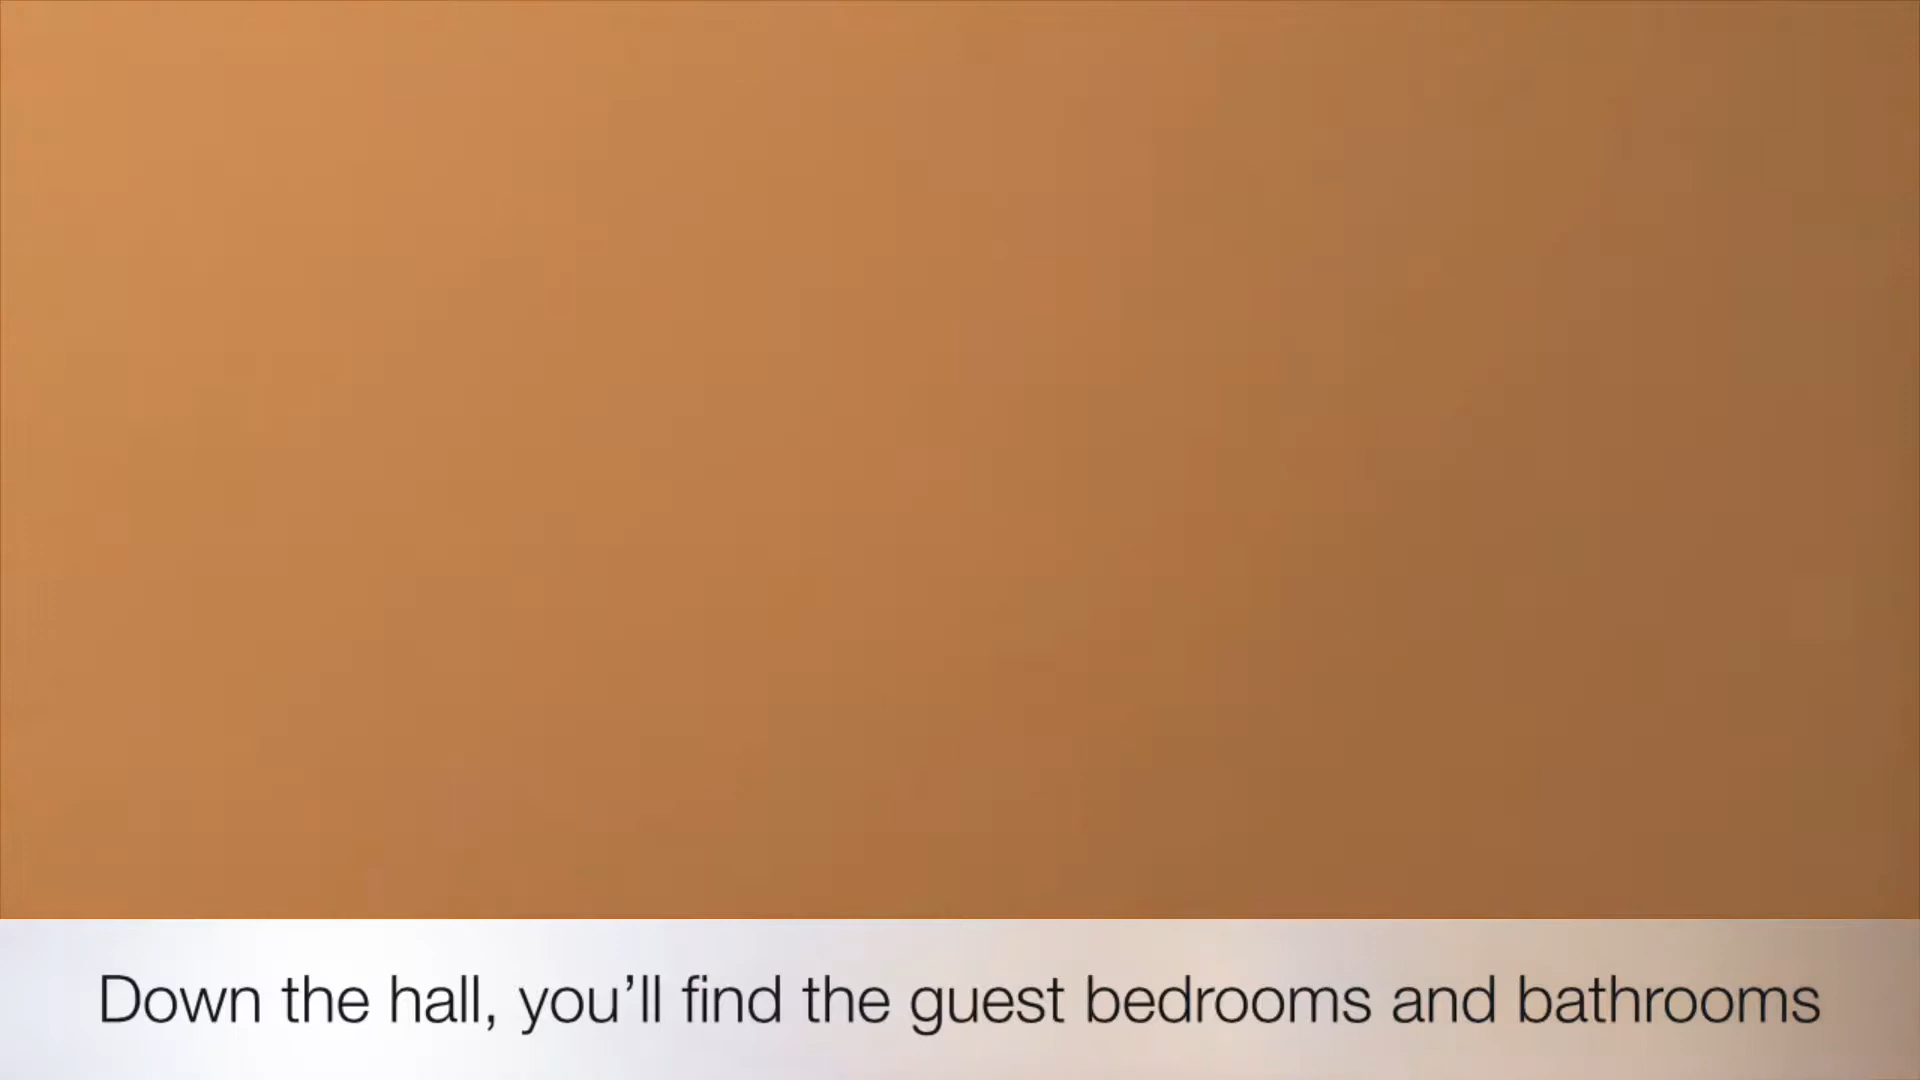 Down the hall, you’ll find the guest bedrooms and bathrooms